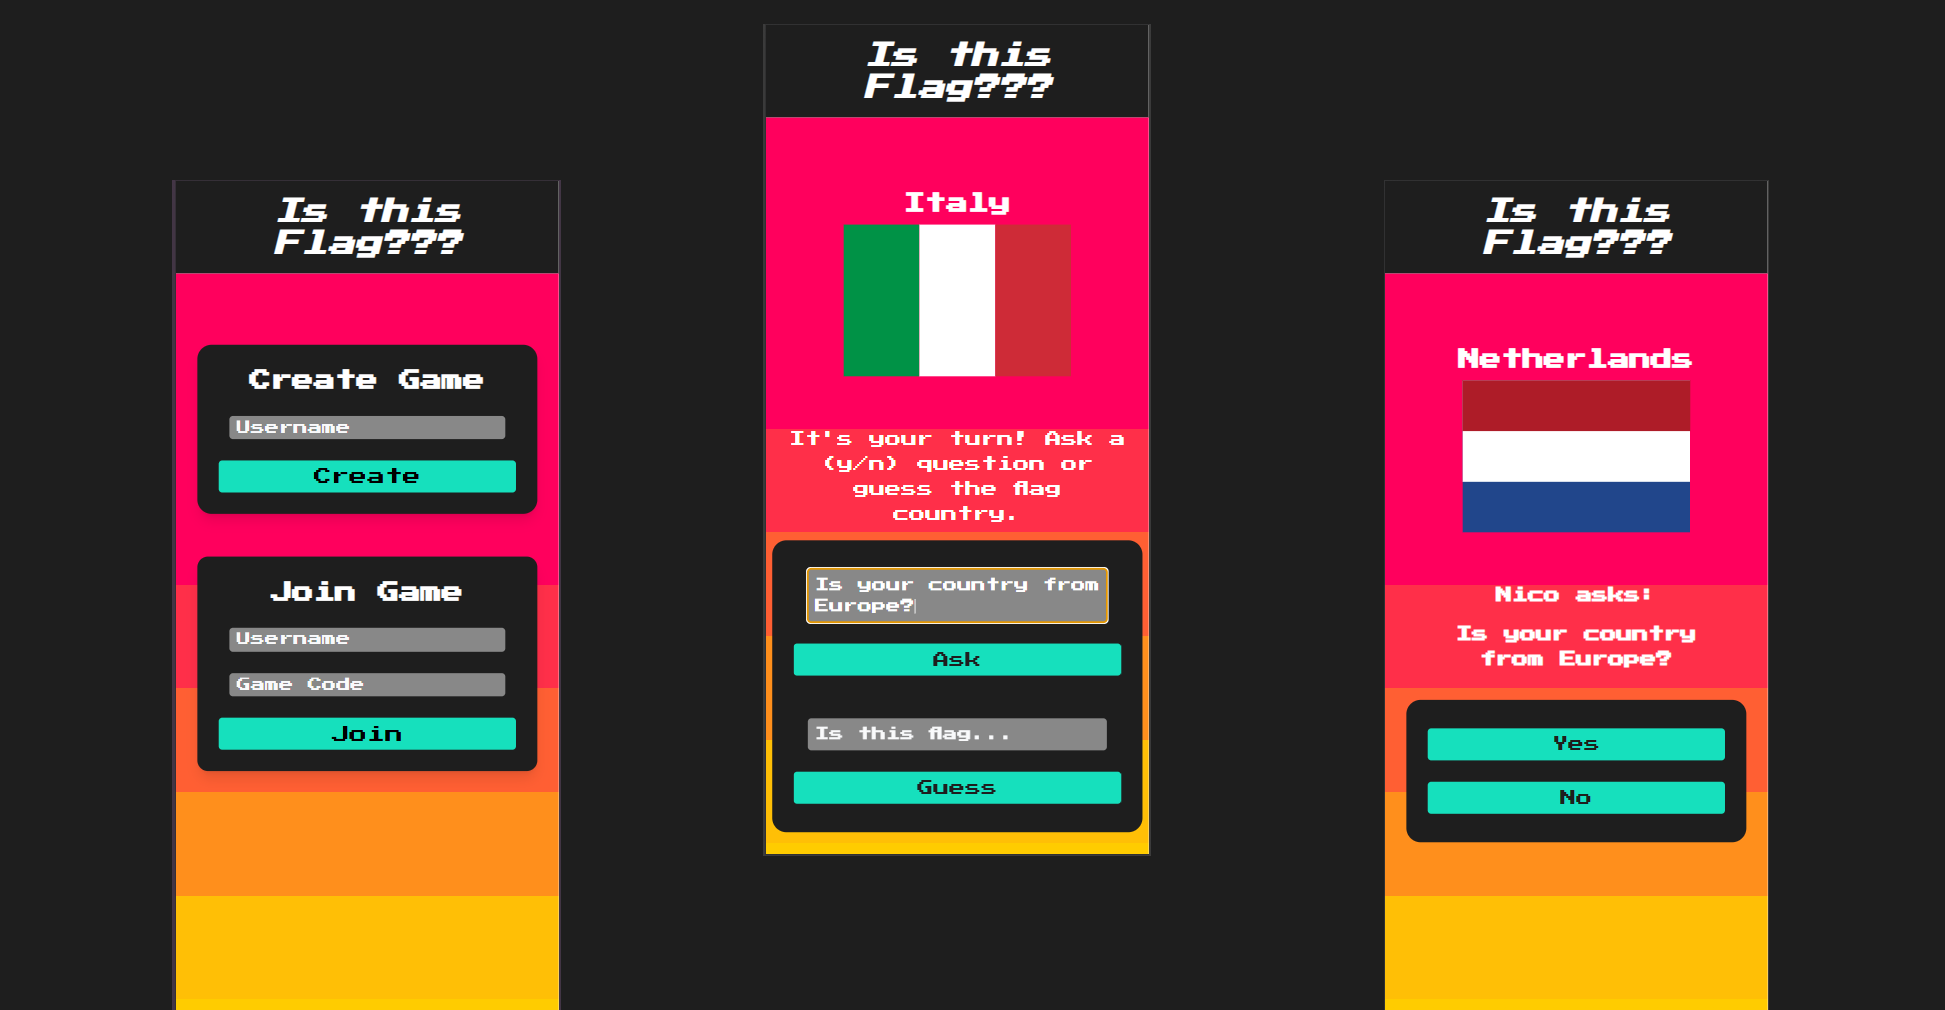 Is this
Flag???
Create Game
Username
Create
Join Game
Username
Game Code
Join
Is this
Flag???
Italy
It's your turn! Ask a
(y/n) question or
guess the flag
country.
Is your country from
Europe?
Ask
Is this flag...
Guess
Is this
Flag???
Netherlands
Nico asks:
Is your country
from Europe?
Yes
No